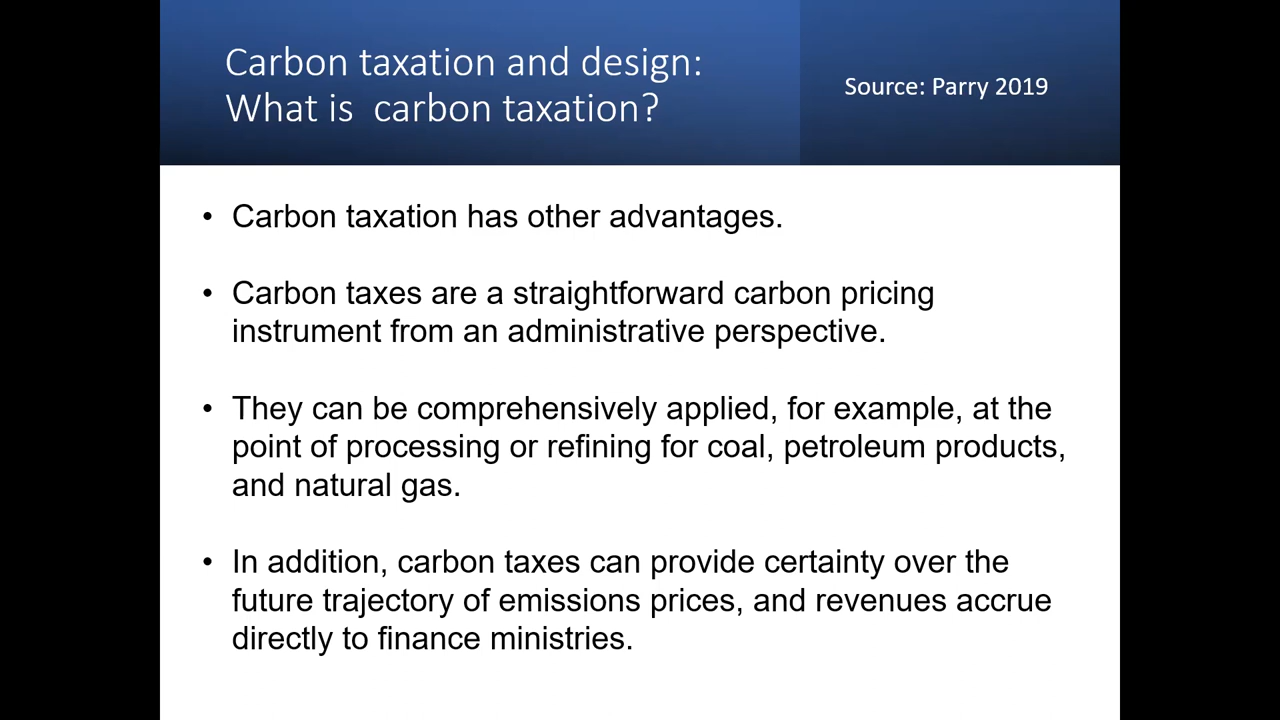 Carbon taxation and design:
What is  carbon taxation?
Source: Parry 2019
• Carbon taxation has other advantages.
• Carbon taxes are a straightforward carbon pricing
instrument from an administrative perspective.
• They can be comprehensively applied, for example, at the
point of processing or refining for coal, petroleum products,
and natural gas.
• In addition, carbon taxes can provide certainty over the
future trajectory of emissions prices, and revenues accrue
directly to finance ministries.